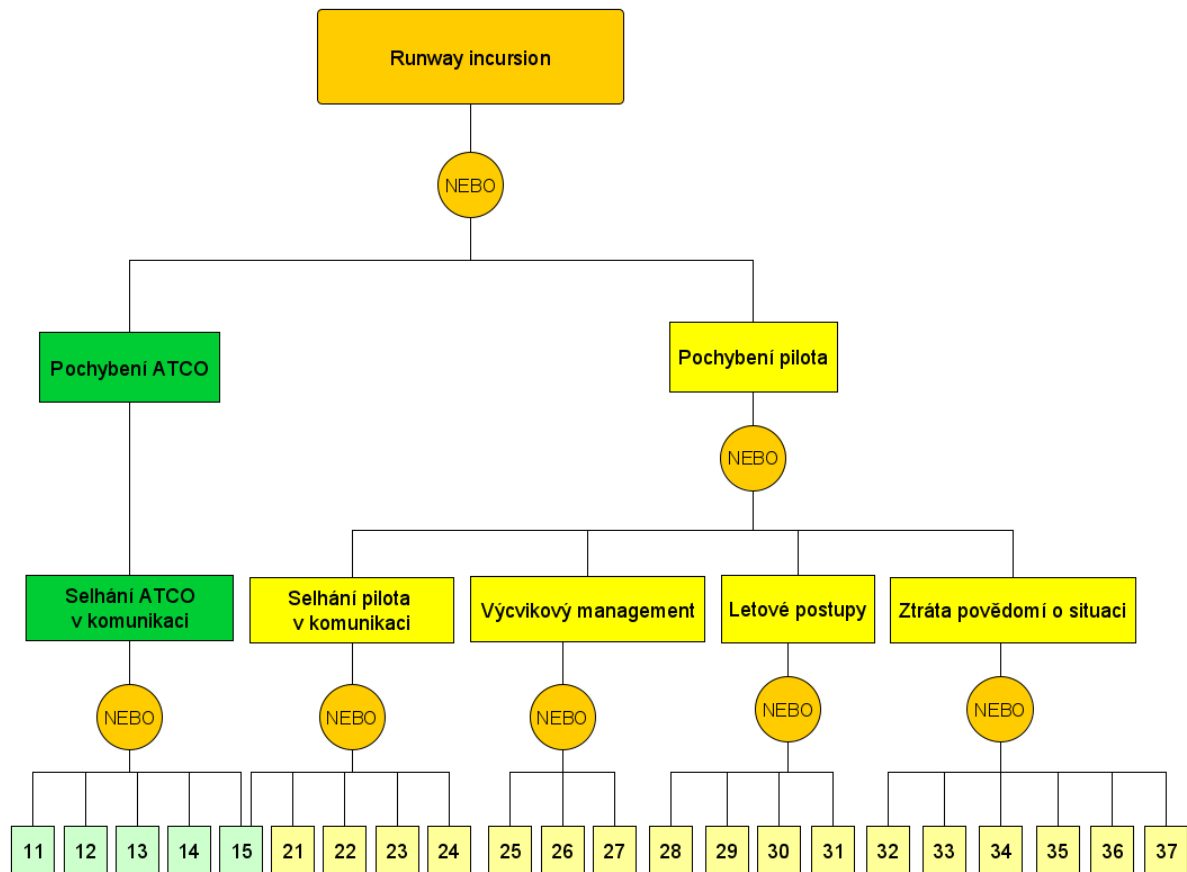 Runway incursion
NEBO
Pochybení ATCO
Pochybení pilota
NEBO
Selhání ATCO
v komunikaci
Selhání pilota
v komunikaci
Výcvikový management
Letové postupy
Ztráta povědomí o situaci
NEBO
NEBO
NEBO
NEBO
NEBO
11 12 13 14 15 21 22 23 24 25 26 27 28 29 30 31 32 33 34 35 36 37